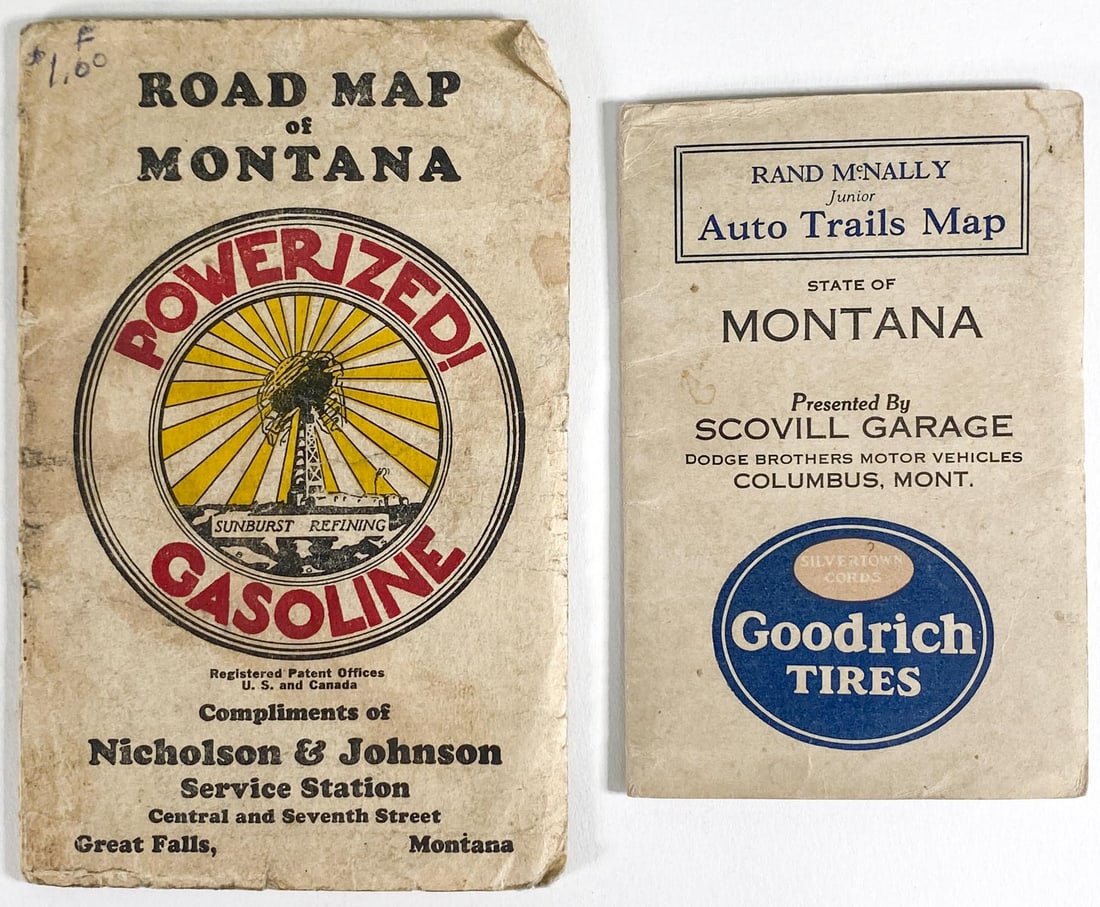 F
$1.00
ROAD MAP
of
MONTANA
POWERIZED!
SUNBURST REFINING
GASOLINE
Registered Patent Offices
U. S. and Canada
Compliments of
Nicholson & Johnson
Service Station
Central and Seventh Street
Great Falls, Montana
RAND McNALLY
Junior
Auto Trails Map
STATE OF
MONTANA
Presented By
SCOVILL GARAGE
DODGE BROTHERS MOTOR VEHICLES
COLUMBUS, MONT.
SILVERTOWN
CORDS
Goodrich
TIRES